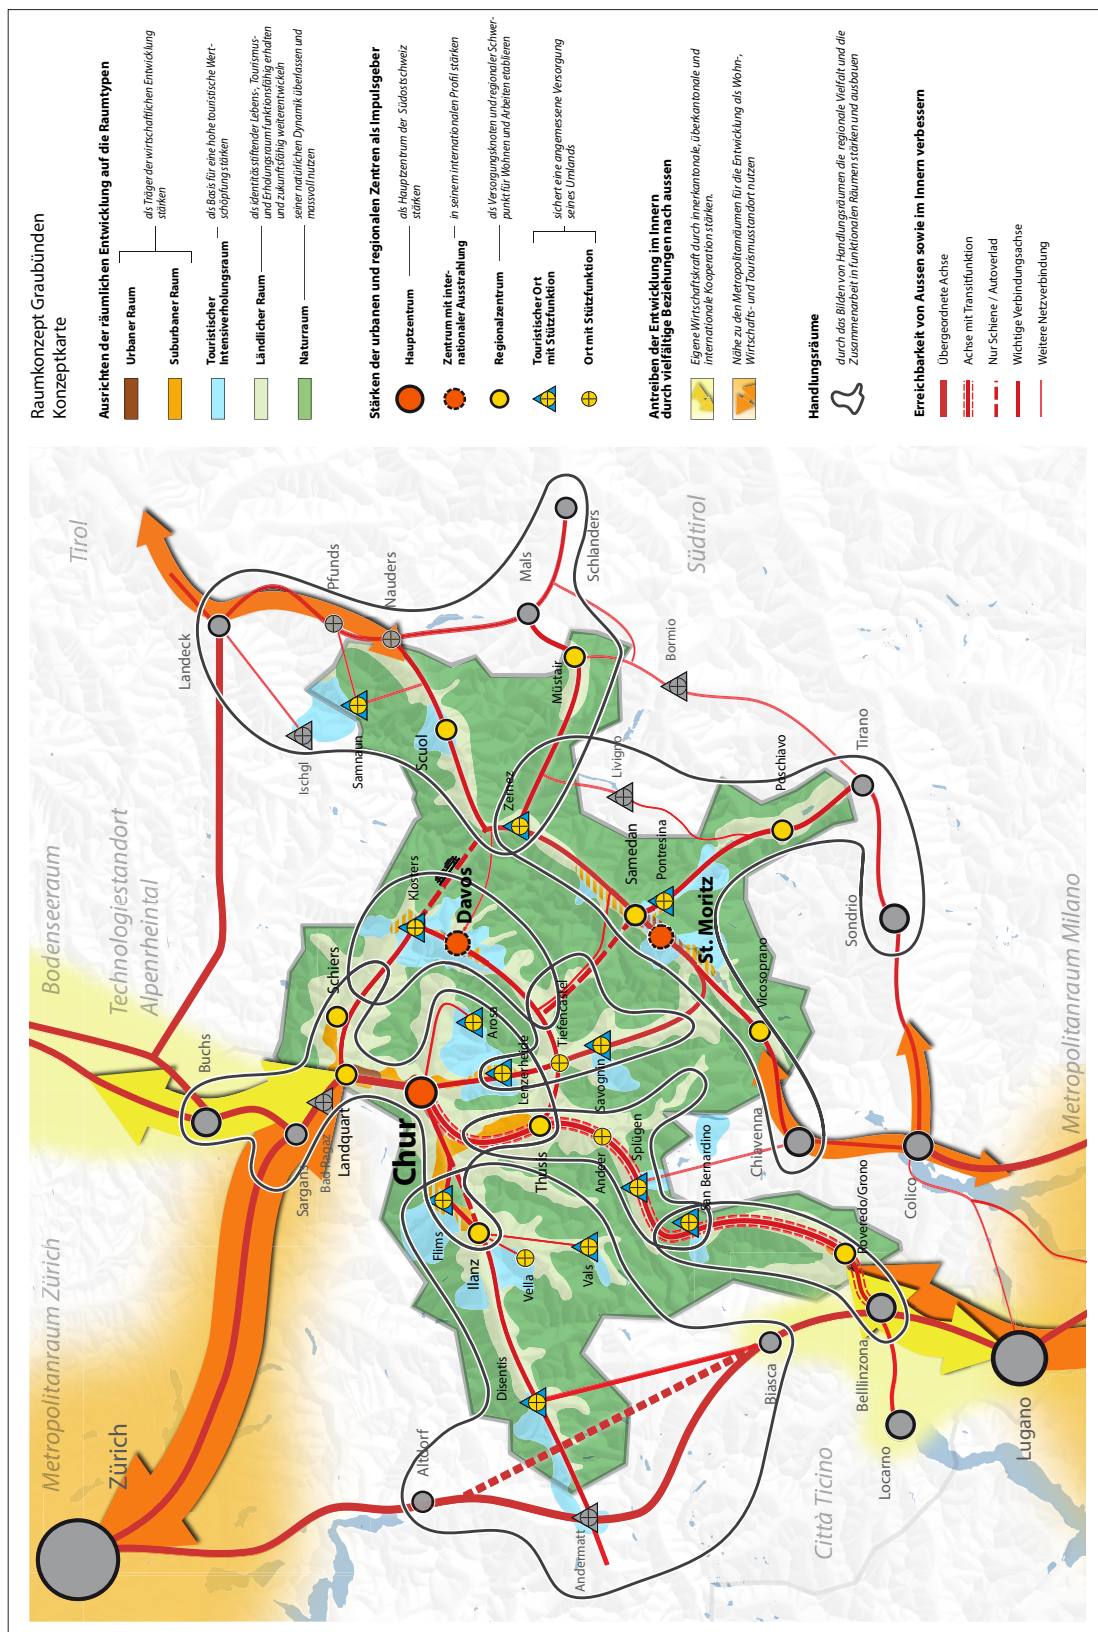 Raumkonzept Graubünden
Konzeptkarte
Ausrichten der räumlichen Entwicklung auf die Raumtypen
Urbaner Raum
Suburbaner Raum
als Träger der wirtschaftlichen Entwicklung
stärken
Touristischer
Intensiverholungsraum
als Basis für eine hohe touristische Wert-
schöpfung stärken
Ländlicher Raum
als identitässtiftender Lebens-, Tourismus-
und Erholungsraum funktionsfähig erhalten
und zukunftsfähig weiterentwickeln
Naturraum
seiner natürlichen Dynamik überlassen und
massvoll nutzen
Stärken der urbanen und regionalen Zentren als Impulsgeber
Hauptzentrum
als Hauptzentrum der Südostschweiz
stärken
Zentrum mit inter-
nationaler Ausstrahlung
in seinem internationalen Profil stärken
Regionalzentrum
als Versorgungsknoten und regionaler Schwer-
punkt für Wohnen und Arbeiten etablieren
Touristischer Ort
mit Stützfunktion
Ort mit Stützfunktion
sichert eine angemessene Versorgung
seines Umlands
Antreiben der Entwicklung im Innern
durch vielfältige Beziehungen nach aussen
Eigene Wirtschaftskraft durch innerkantonale, überkantonale und
internationale Kooperation stärken.
Nähe zu den Metropolitanräumen für die Entwicklung als Wohn-,
Wirtschafts- und Tourismusstandort nutzen
Handlungsräume
durch das Bilden von Handlungsräumen die regionale Vielfalt und die
Zusammenarbeit in funktionalen Räumen stärken und ausbauen
Erreichbarkeit von Aussen sowie im Innern verbessern
Übergeordnete Achse
Achse mit Transitfunktion
Nur Schiene / Autoverlad
Wichtige Verbindungsachse
Weitere Netzverbindung
Metropolitanraum Zürich
Bodenseeraum
Technologiestandort
Alpenrheintal
Tirol
Südtirol
Metropolitanraum Milano
Città Ticino
Zürich
Buchs
Sargans
Bad Ragaz
Landquart
Schiers
Klosters
Davos
Landeck
Pfunds
Nauders
Ischgl
Samnaun
Scuol
Mals
Schlanders
Müstair
Zernez
Bormio
Livigno
Samedan
Pontresina
St. Moritz
Poschiavo
Tirano
Sondrio
Vicosoprano
Chiavenna
Colico
Chur
Arosa
Lenzerheide
Tiefencastel
Savognin
Thusis
Andeer
Splügen
San Bernardino
Flims
Ilanz
Vella
Vals
Disentis
Altdorf
Andermatt
Biasca
Roveredo/Grono
Belllinzona
Locarno
Lugano